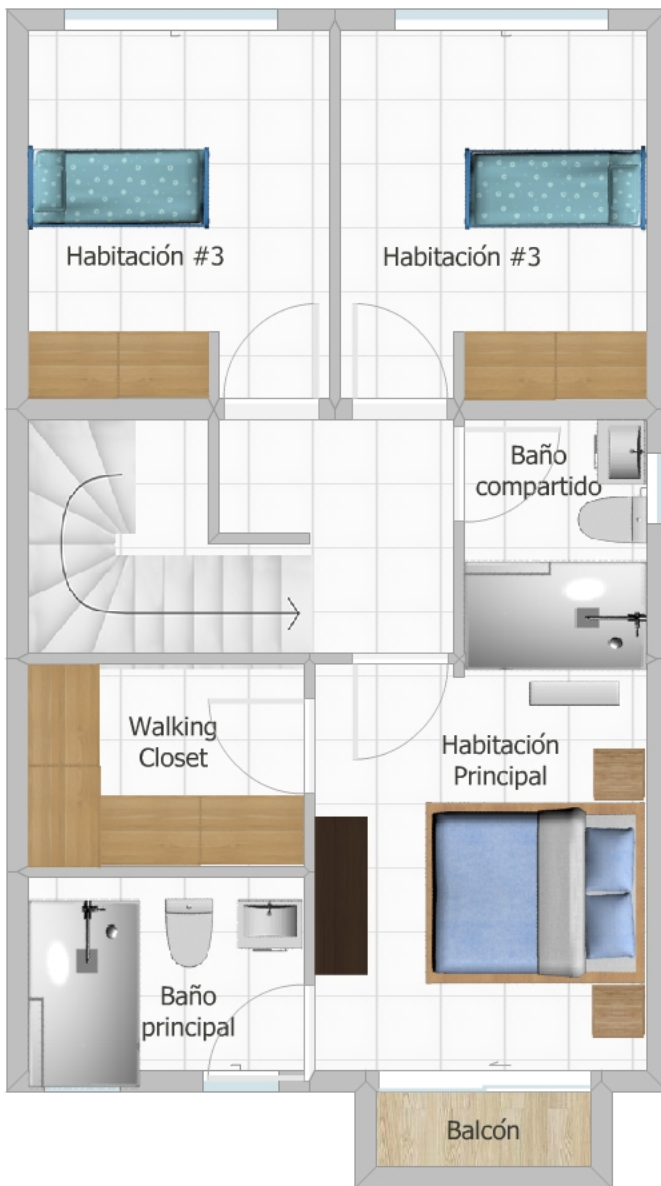 Habitación #3
Habitación #3
Baño
compartido
Walking
Closet
Habitación
Principal
Baño
principal
Balcón